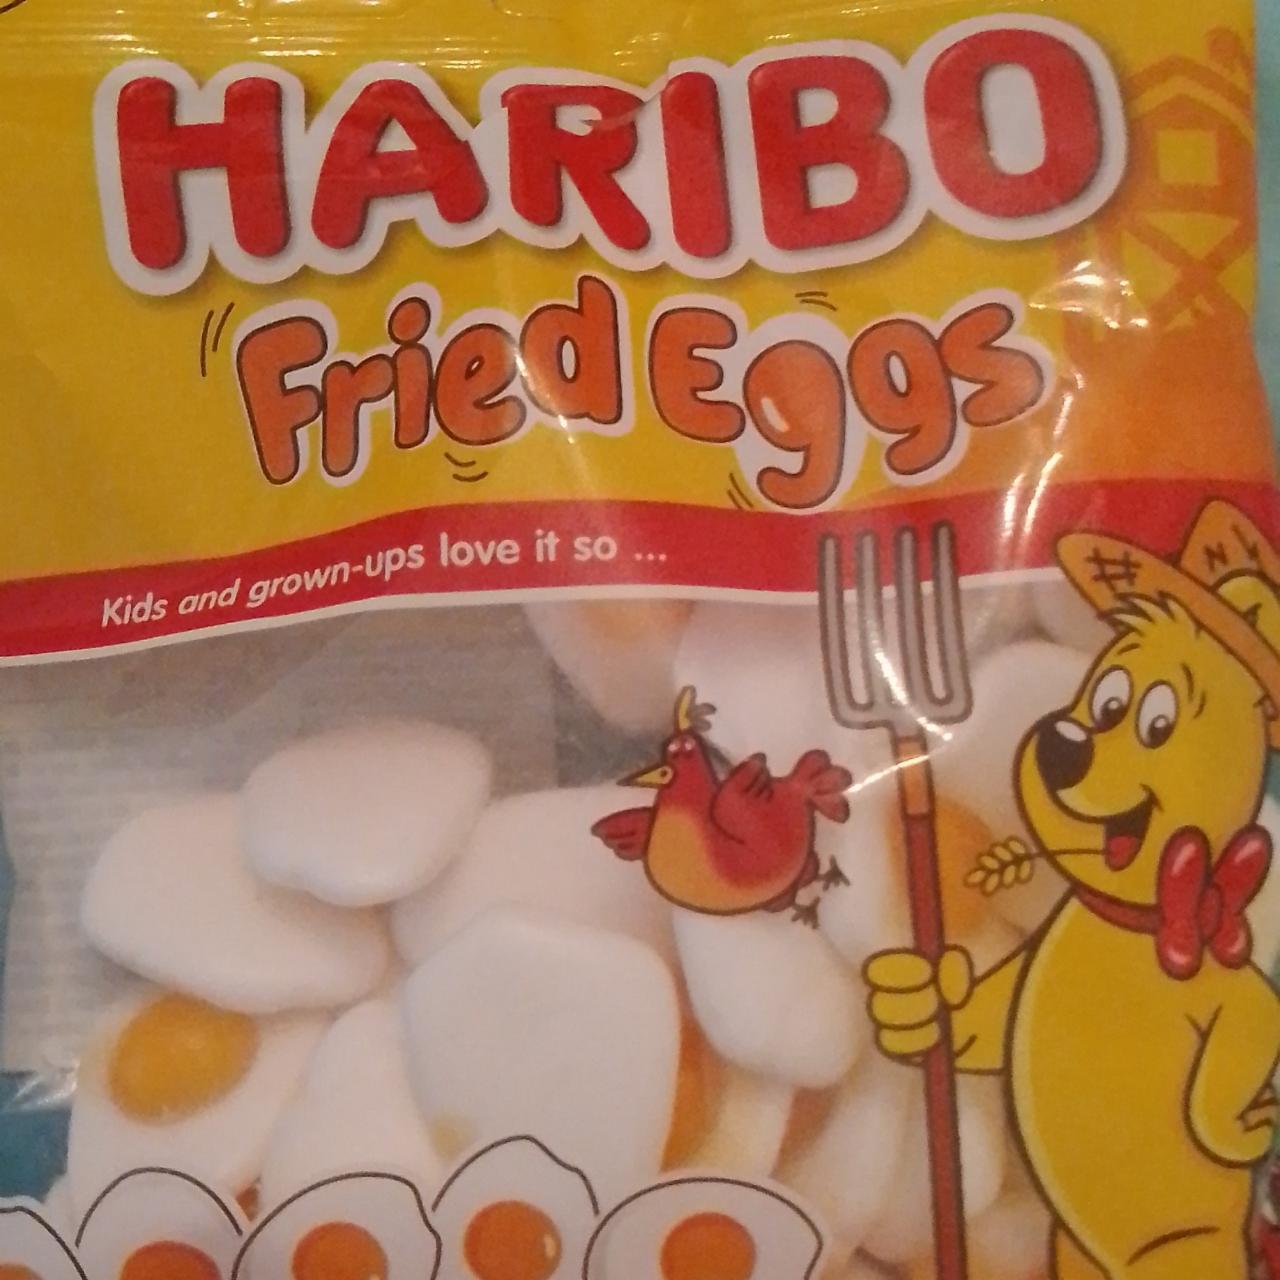 HARIBO
Fried Eggs
Kids and grown-ups love it so ...